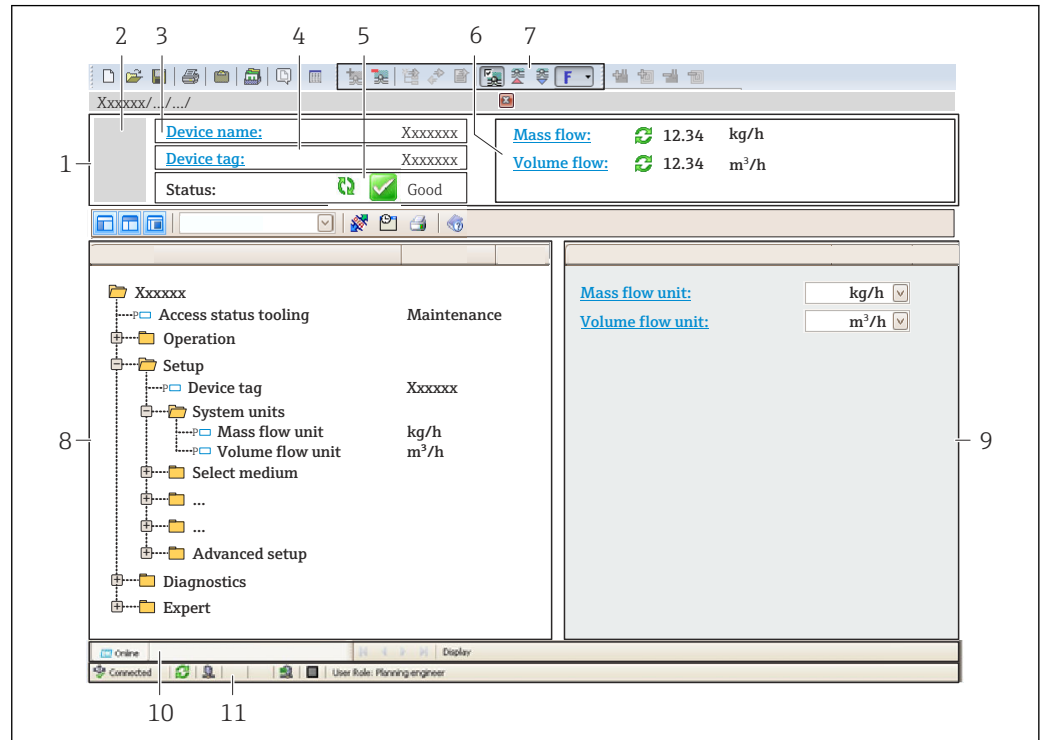 2 3 4 5 6 7
F
Xxxxxx/.../.../
Device name: Xxxxxxx
Mass flow: 12.34 kg/h
1
Device tag: Xxxxxxx
Volume flow: 12.34 m³/h
Status: Good
Xxxxxx
Access status tooling Maintenance
Operation
Setup
Device tag Xxxxxx
System units
Mass flow unit kg/h
Volume flow unit m³/h
Select medium
...
...
Advanced setup
Diagnostics
Expert
Mass flow unit: kg/h
Volume flow unit: m³/h
8
9
Online Display
Connected User Role: Planning engineer
10 11